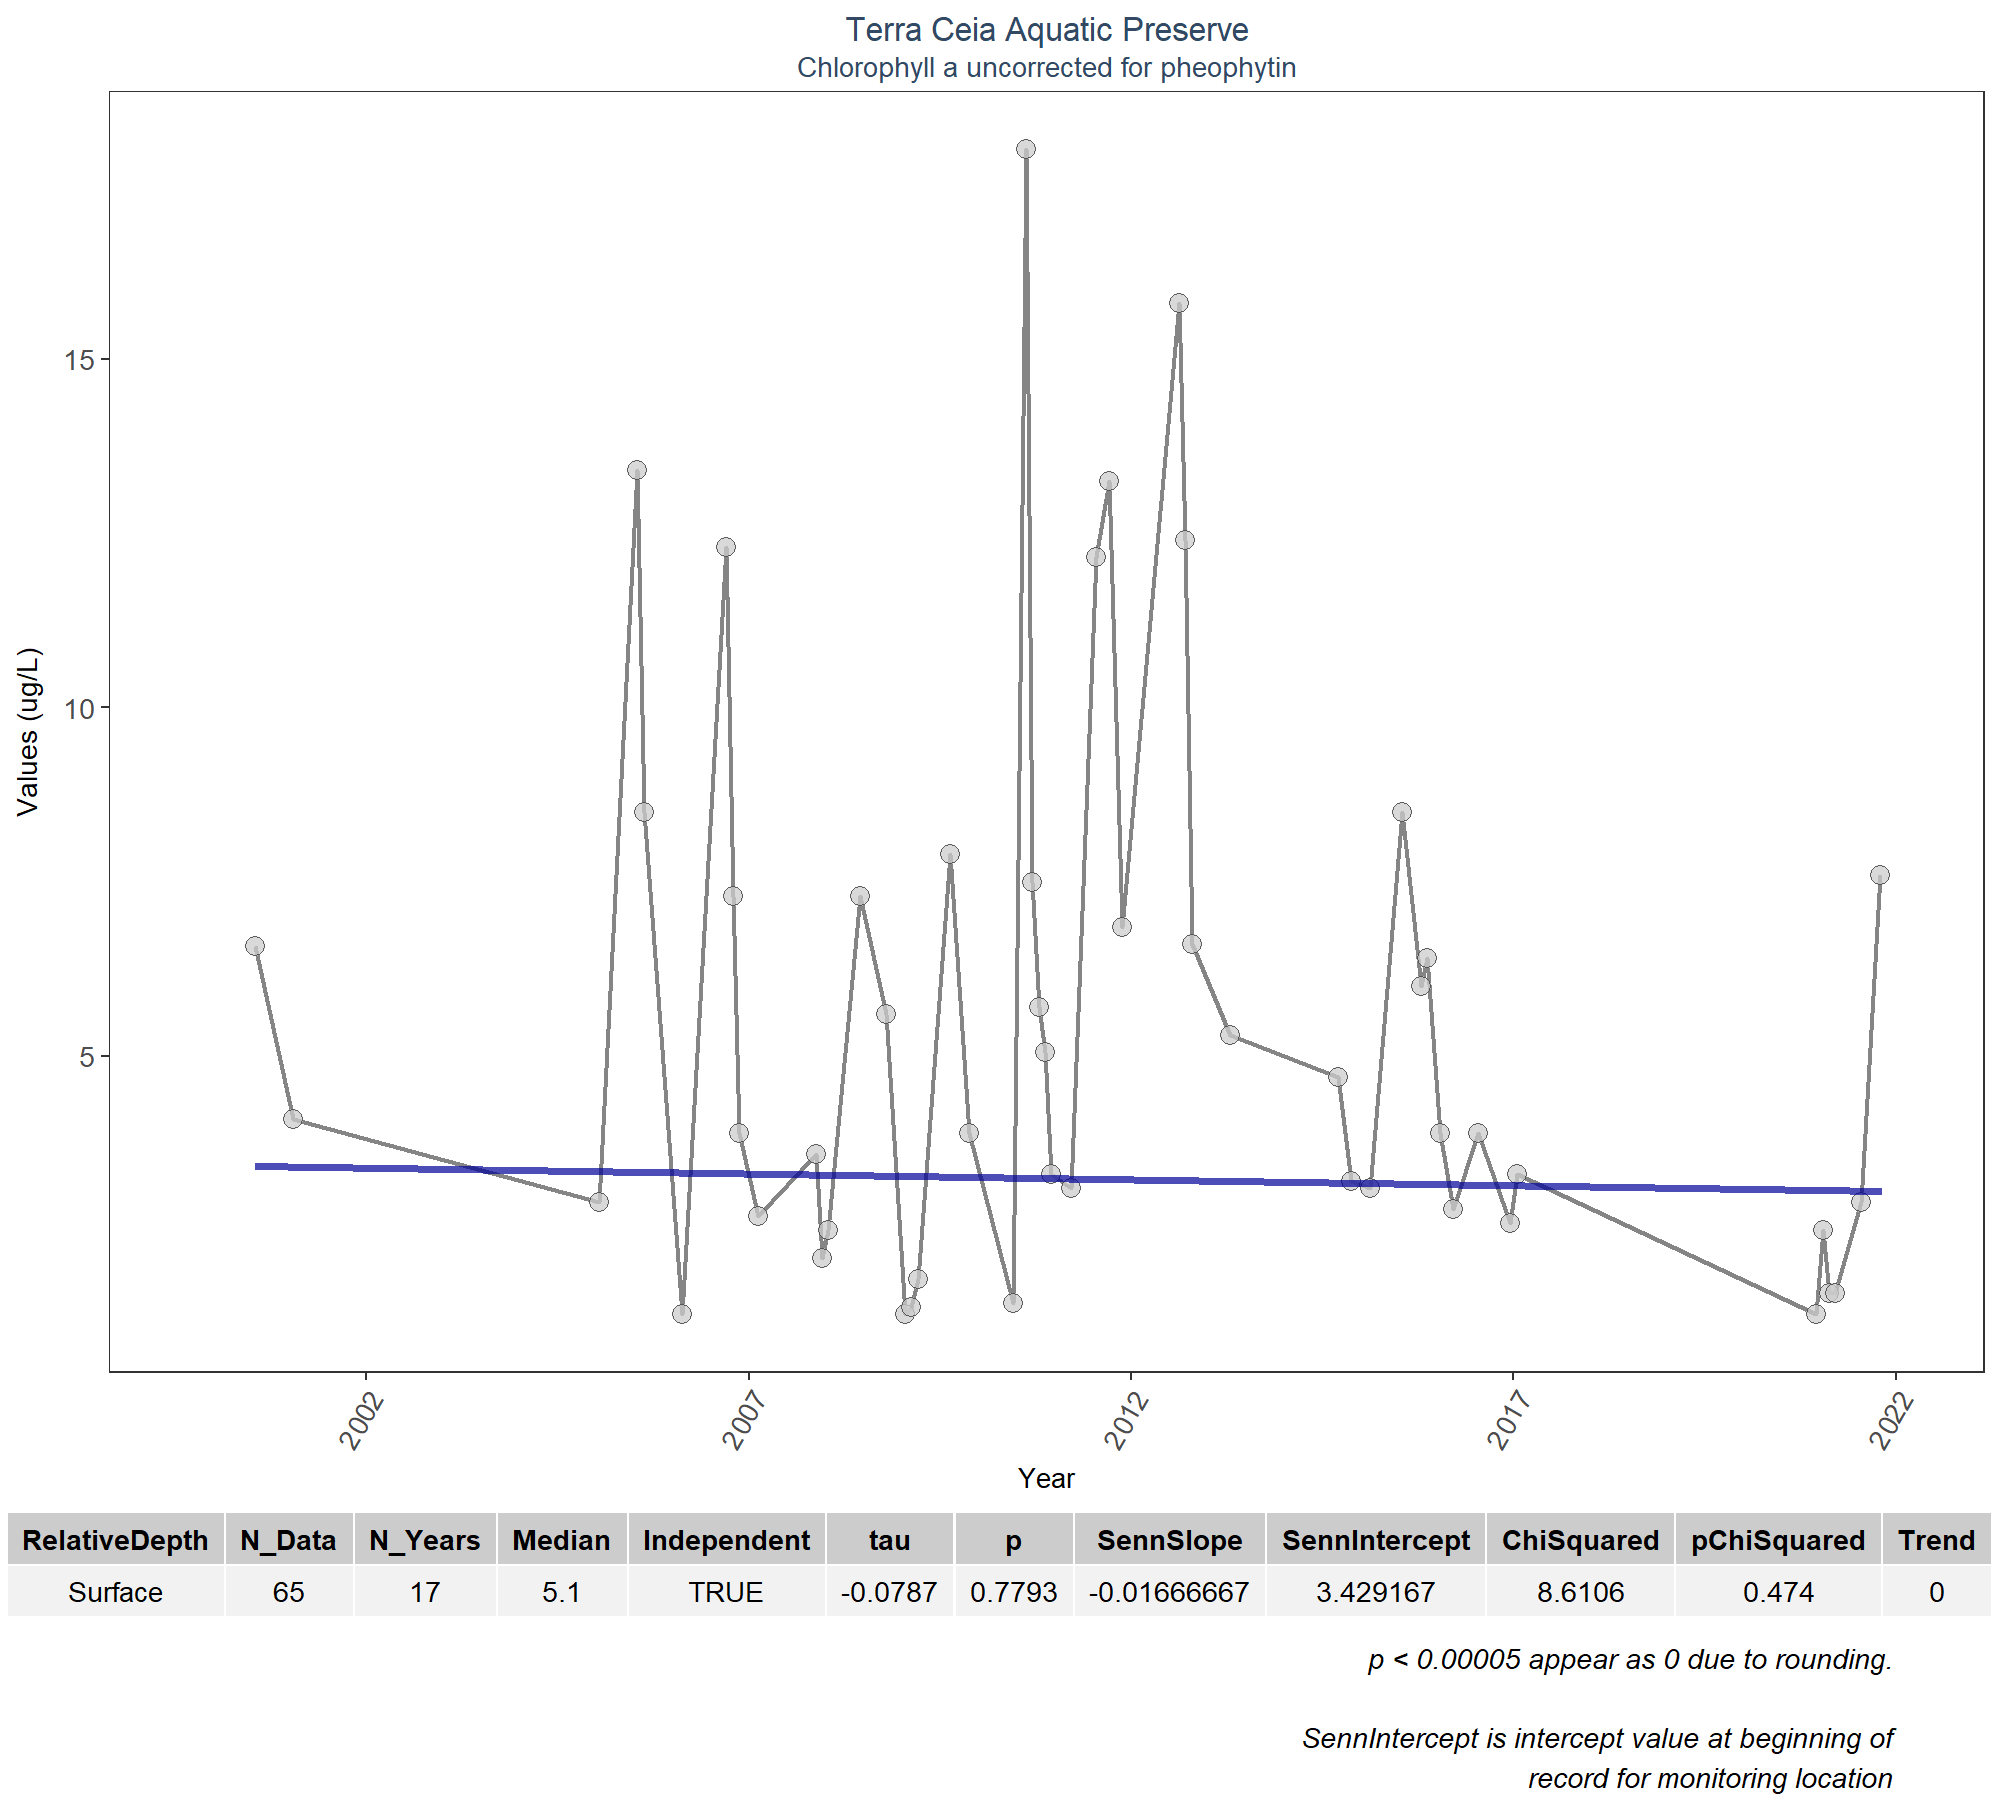 Terra Ceia Aquatic Preserve
Chlorophyll a uncorrected for pheophytin
Values (ug/L)
15
10
5
2002
2007
2012
2017
2022
Year
RelativeDepth N_Data N_Years Median Independent tau p SennSlope SennIntercept ChiSquared pChiSquared Trend
Surface 65 17 5.1 TRUE -0.0787 0.7793 -0.01666667 3.429167 8.6106 0.474 0
p < 0.00005 appear as 0 due to rounding.
SennIntercept is intercept value at beginning of
record for monitoring location